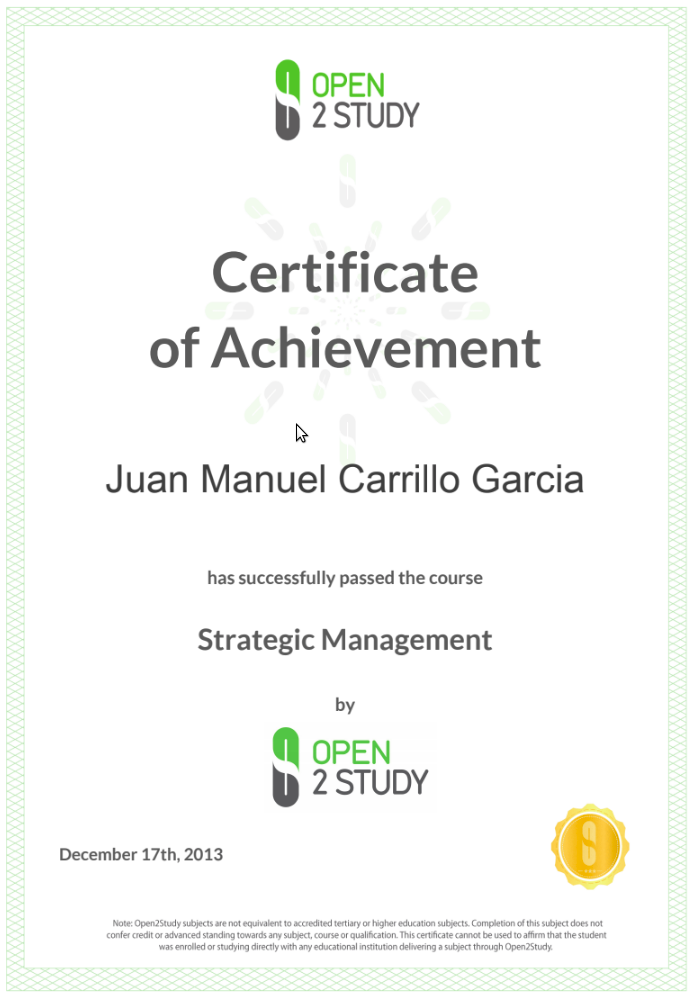 OPEN
2 STUDY
Certificate
of Achievement
Juan Manuel Carrillo Garcia
has successfully passed the course
Strategic Management
by
OPEN
2 STUDY
December 17th, 2013
Note: Open2Study subjects are not equivalent to accredited tertiary or higher education subjects. Completion of this subject does not
confer credit or advanced standing towards any subject, course or qualification. This certificate cannot be used to affirm that the student
was enrolled or studying directly with any educational institution delivering a subject through Open2Study.